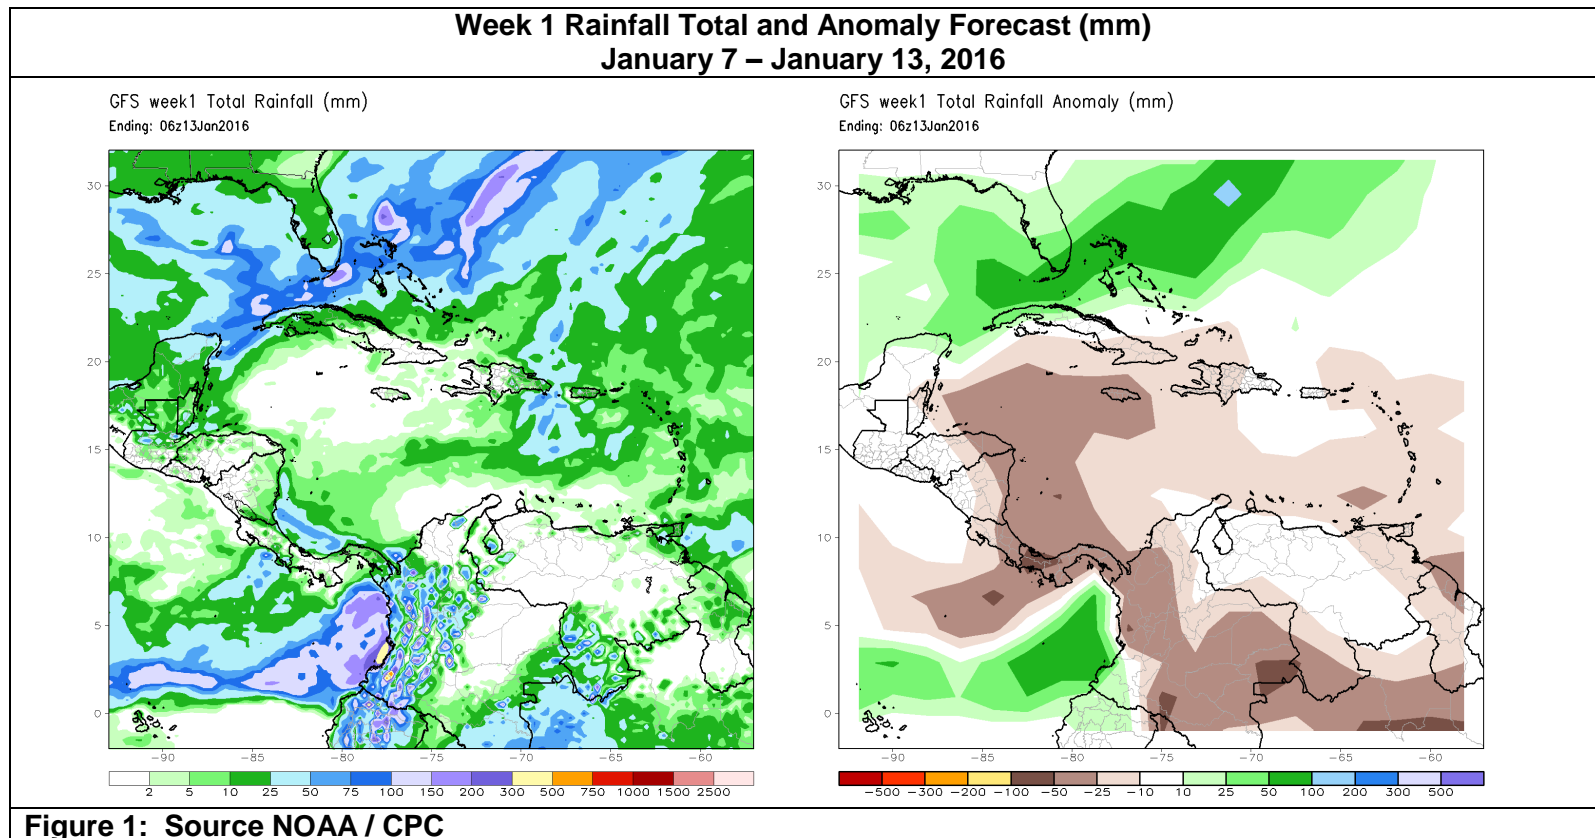 Week 1 Rainfall Total and Anomaly Forecast (mm)
January 7 – January 13, 2016
GFS week1 Total Rainfall (mm)
Ending: 06z13Jan2016
30
25
20
15
10
5
0
−90 −85 −80 −75 −70 −65 −60
2 5 10 25 50 75 100 150 200 300 500 750 1000 1500 2500
GFS week1 Total Rainfall Anomaly (mm)
Ending: 06z13Jan2016
30
25
20
15
10
5
0
−90 −85 −80 −75 −70 −65 −60
−500 −300 −200 −100 −50 −25 −10 10 25 50 100 200 300 500
Figure 1: Source NOAA / CPC